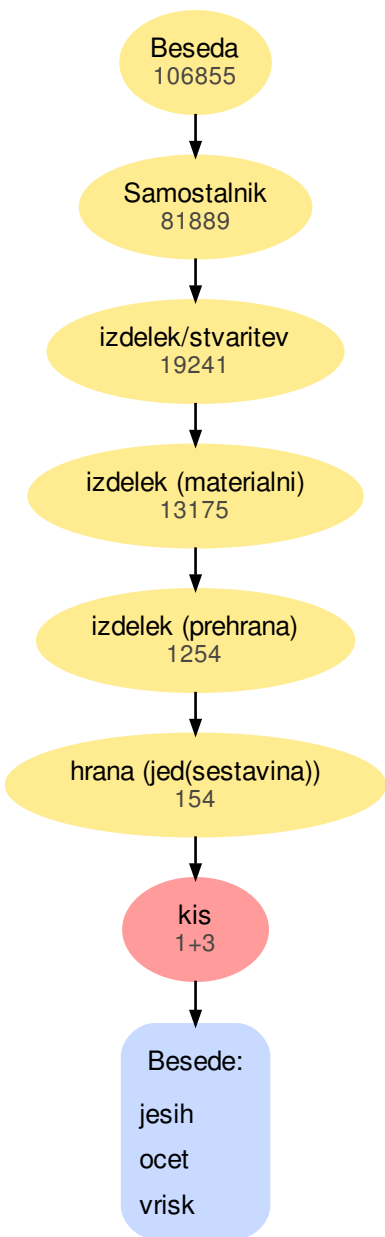 Beseda
106855
Samostalnik
81889
izdelek/stvaritev
19241
izdelek (materialni)
13175
izdelek (prehrana)
1254
hrana (jed(sestavina))
154
kis
1+3
Besede:
jesih
ocet
vrisk